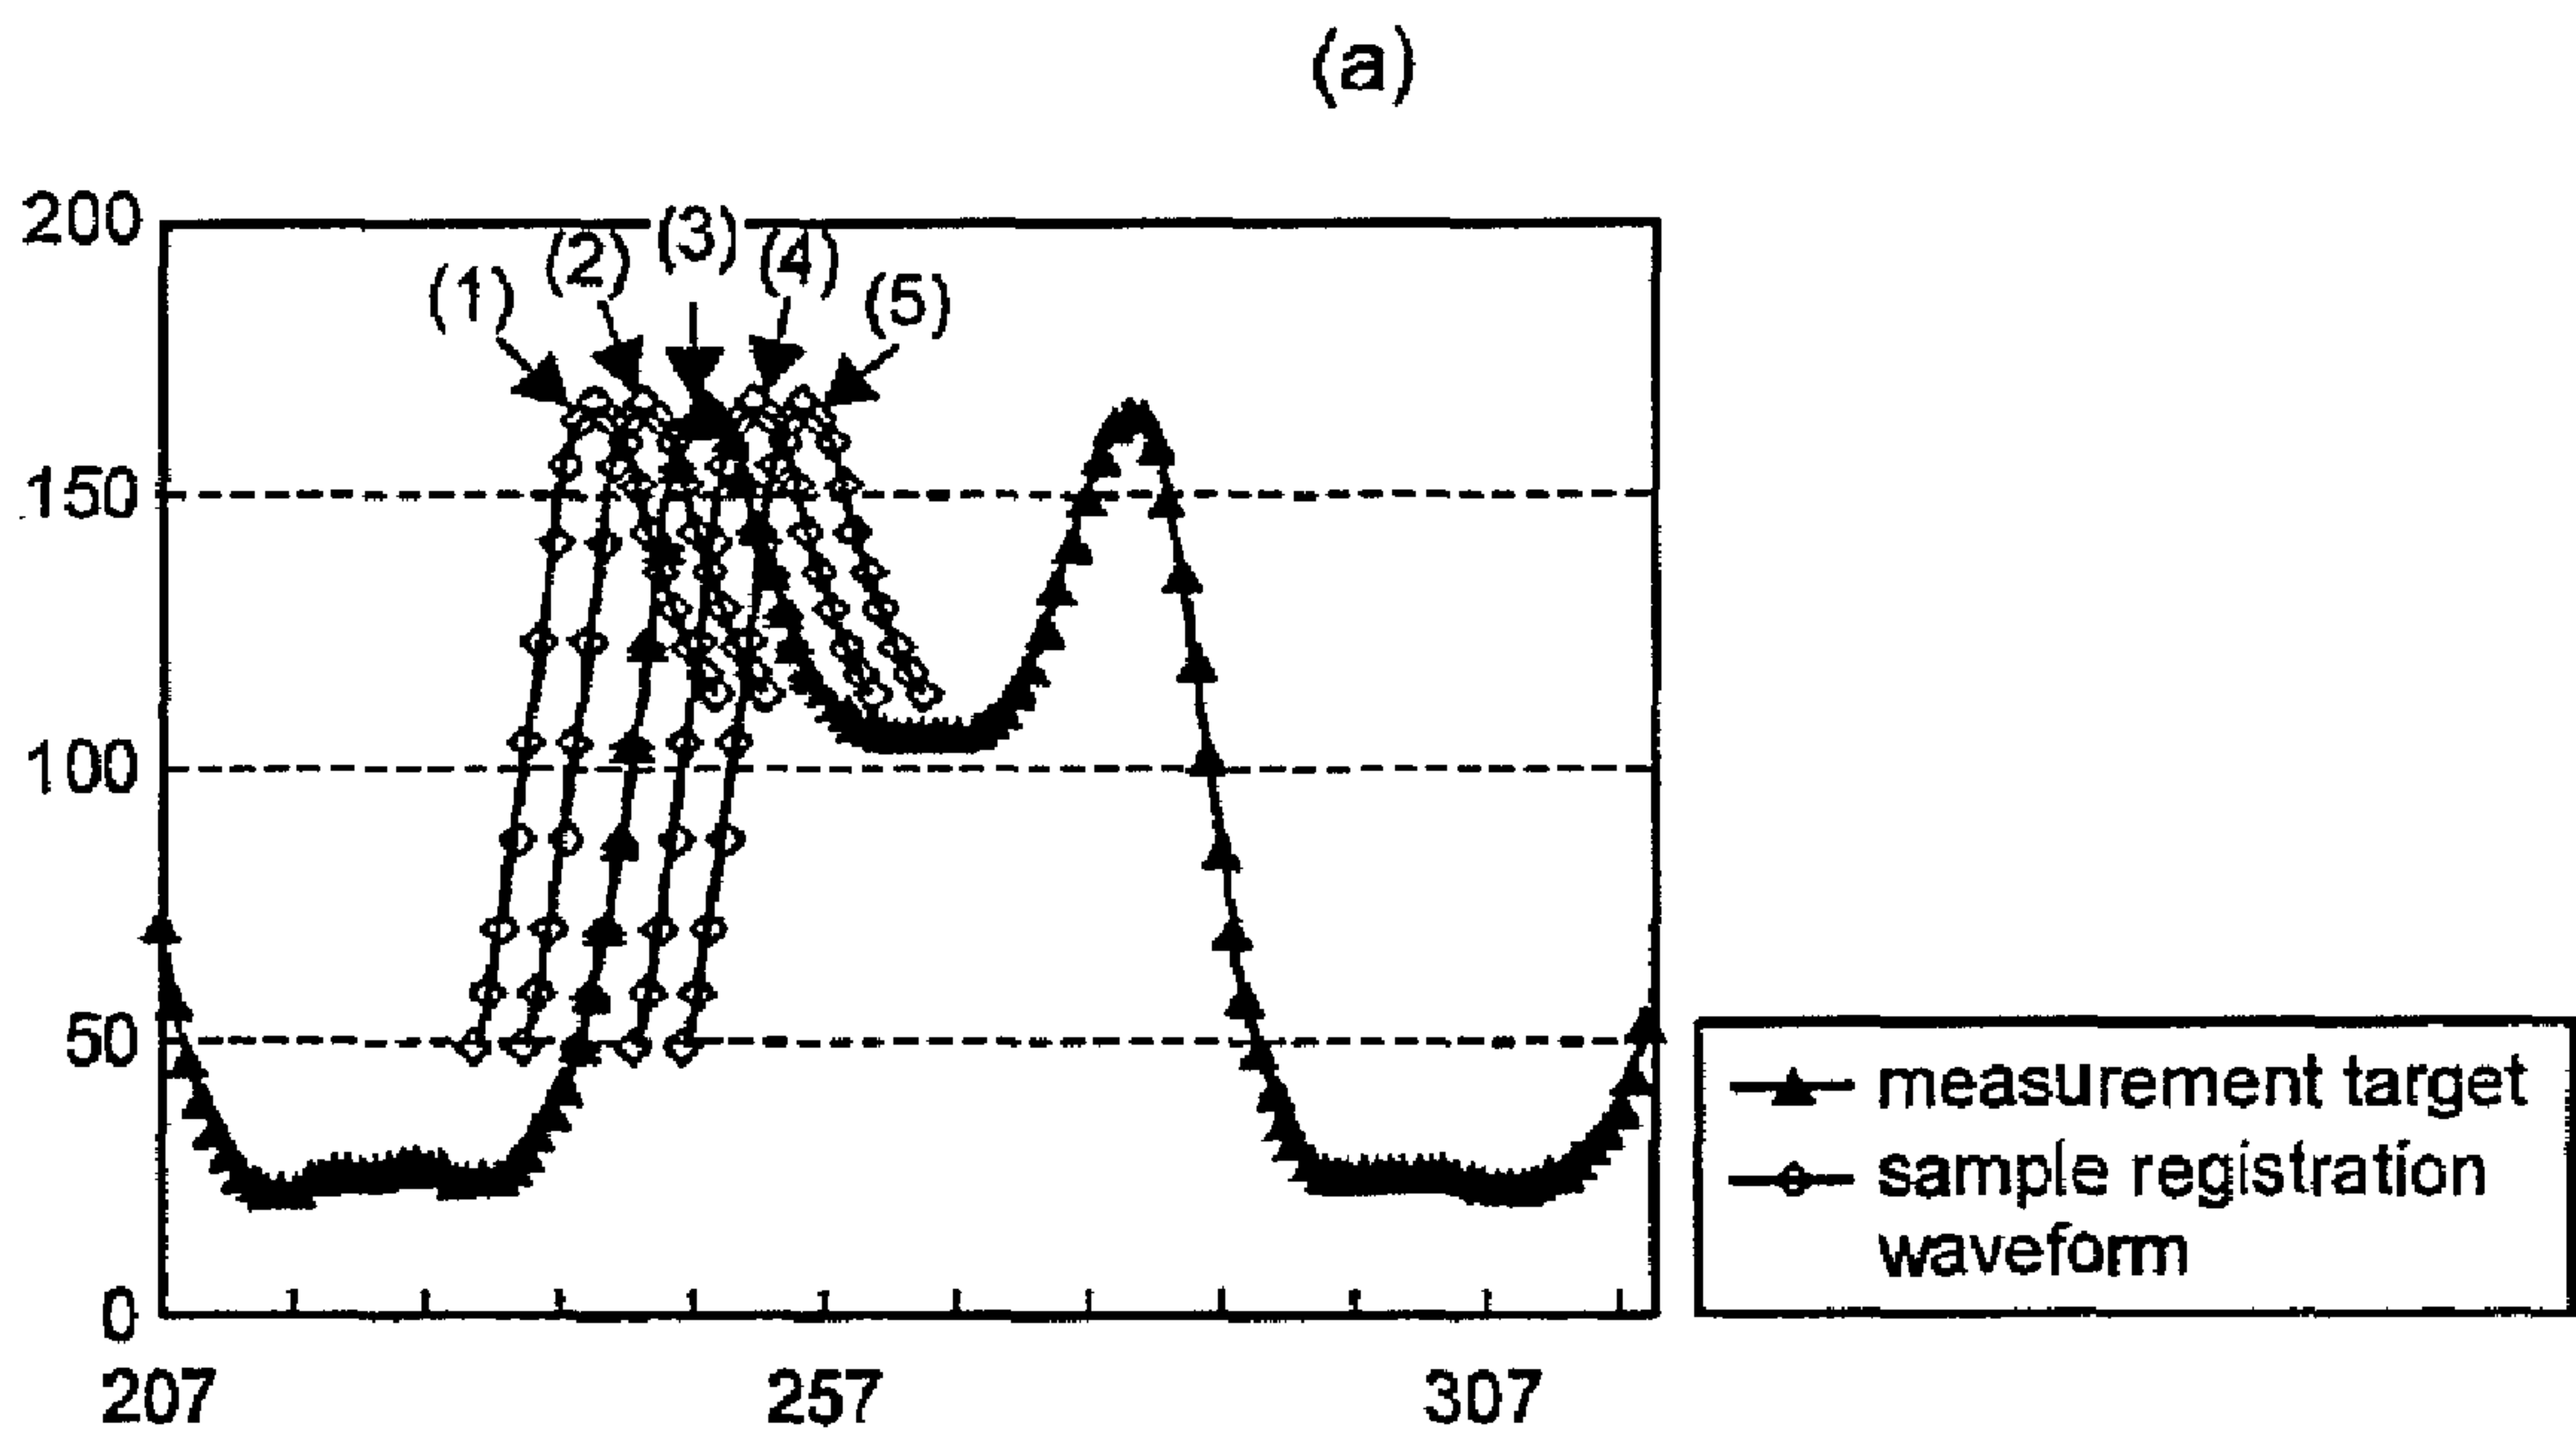 (a)
200
(1) (2) (3) (4) (5)
150
100
50
0
207 257 307
measurement target
sample registration
waveform